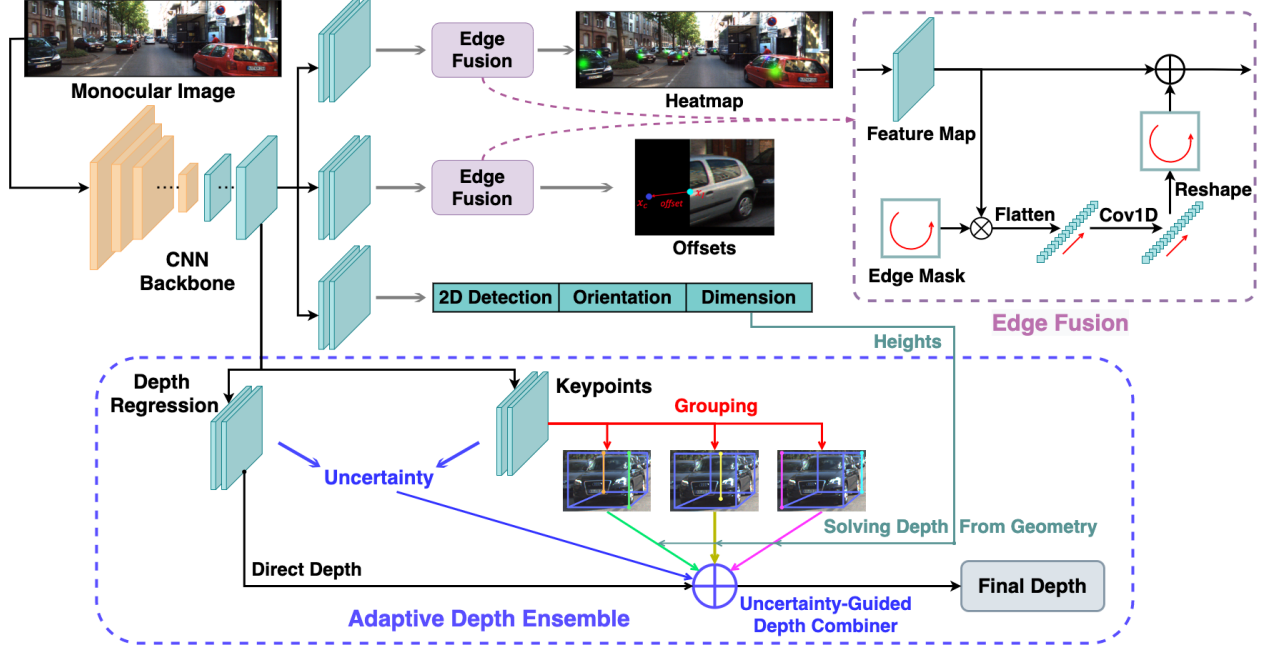 Monocular Image
CNN
Backbone
Edge
Fusion
Heatmap
Edge
Fusion
x_c
offset
Offsets
2D Detection
Orientation
Dimension
Heights
Feature Map
Edge Mask
Flatten
Cov1D
Reshape
Edge Fusion
Depth
Regression
Keypoints
Grouping
Uncertainty
Solving Depth From Geometry
Direct Depth
Uncertainty-Guided
Depth Combiner
Final Depth
Adaptive Depth Ensemble